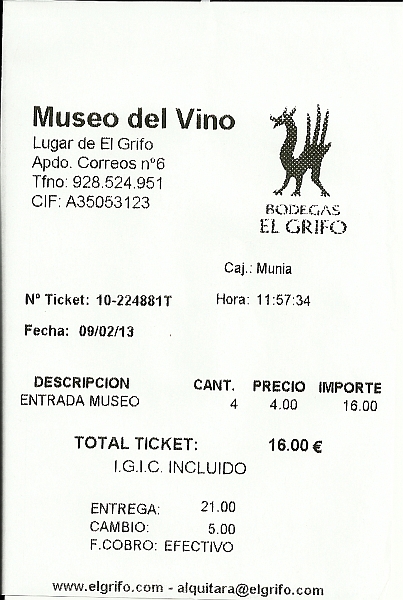 Museo del Vino
Lugar de El Grifo
Apdo. Correos nº6
Tfno: 928.524.951
CIF: A35053123
BODEGAS
EL GRIFO
Caj.: Munia
Nº Ticket: 10-224881T Hora: 11:57:34
Fecha: 09/02/13
DESCRIPCION CANT. PRECIO IMPORTE
ENTRADA MUSEO 4 4.00 16.00
TOTAL TICKET: 16.00 €
I.G.I.C. INCLUIDO
ENTREGA: 21.00
CAMBIO: 5.00
F.COBRO: EFECTIVO
www.elgrifo.com - alquitara@elgrifo.com